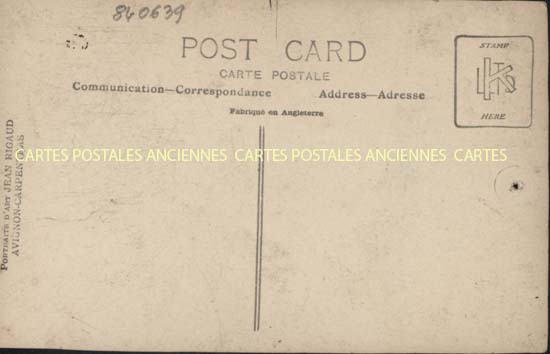 840639
POST CARD
CARTE POSTALE
Communication—Correspondance
Address—Adresse
Fabriqué en Angleterre
STAMP
HERE
PORTRAITS D'ART JEAN RIGAUD
AVIGNON-CARPENTRAS
CARTES POSTALES ANCIENNES CARTES POSTALES ANCIENNES CARTES